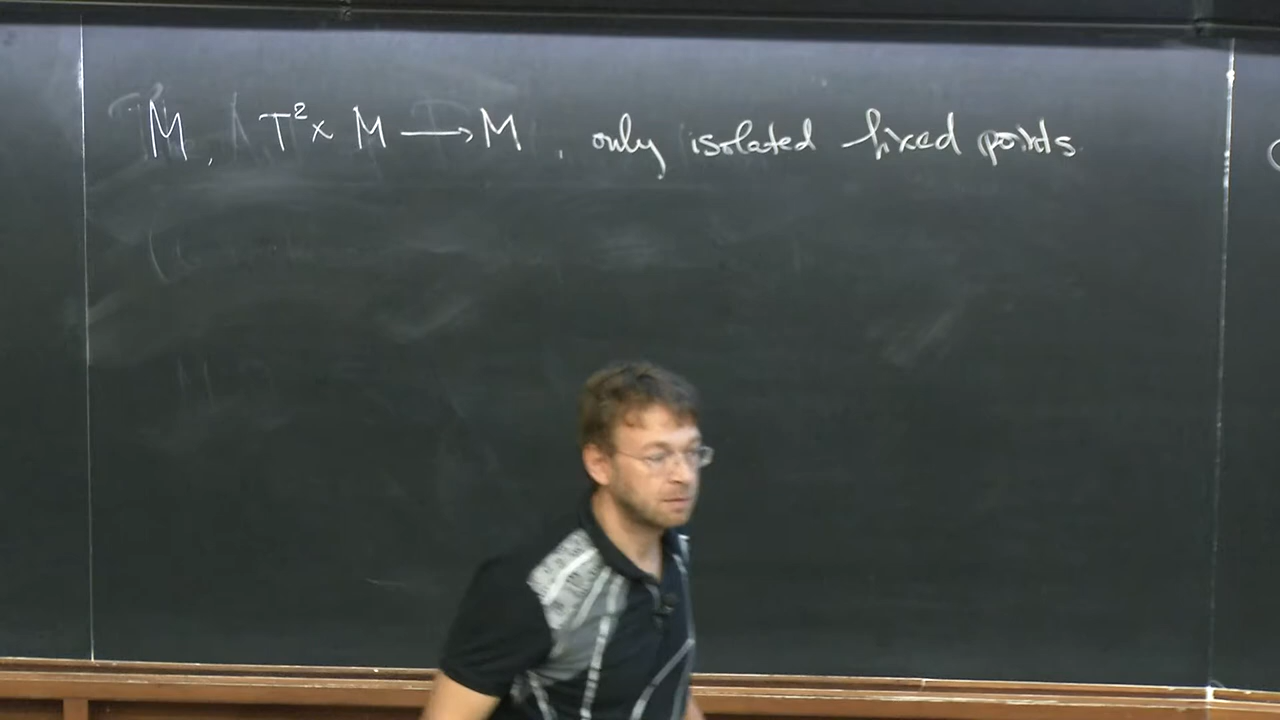 M, T² × M ⟶ M, only isolated fixed points